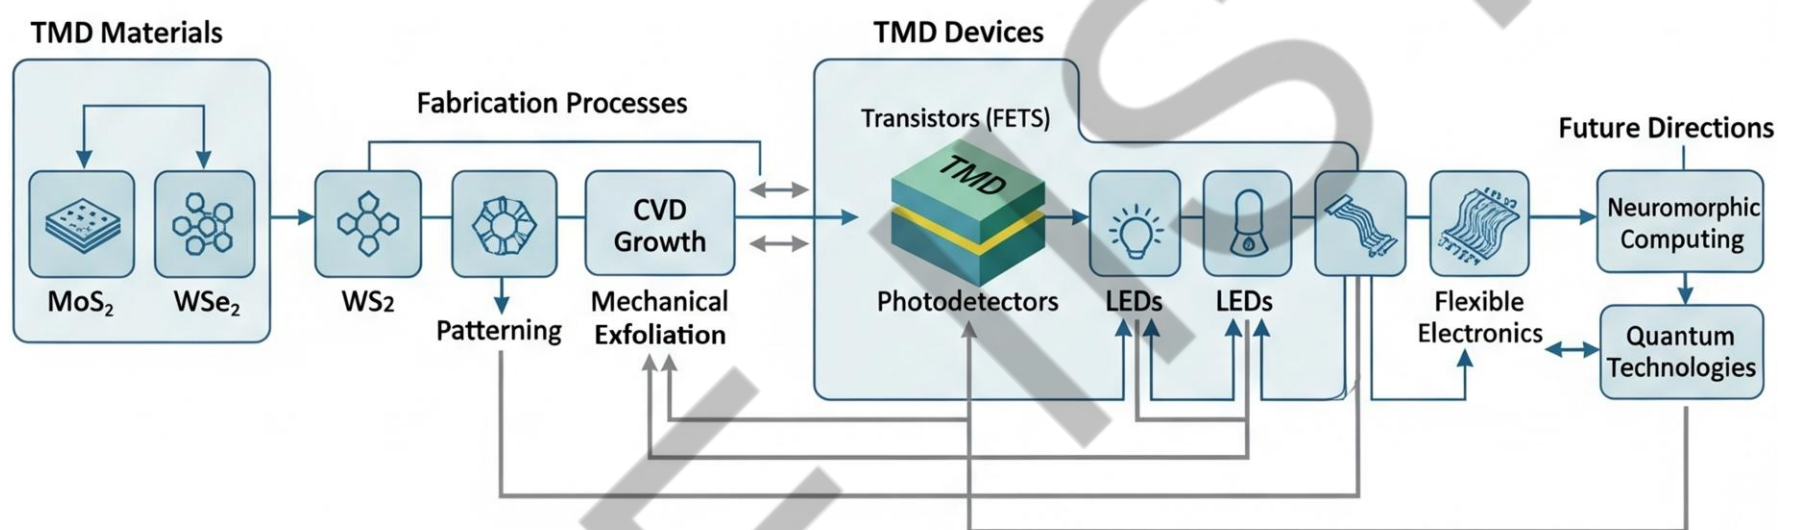 TMD Materials
TMD Devices
Fabrication Processes
Transistors (FETS)
Future Directions
TMD
CVD
Growth
Neuromorphic
Computing
MoS₂
WSe₂
WS2
Patterning
Mechanical
Exfoliation
Photodetectors
LEDs
LEDs
Flexible
Electronics
Quantum
Technologies